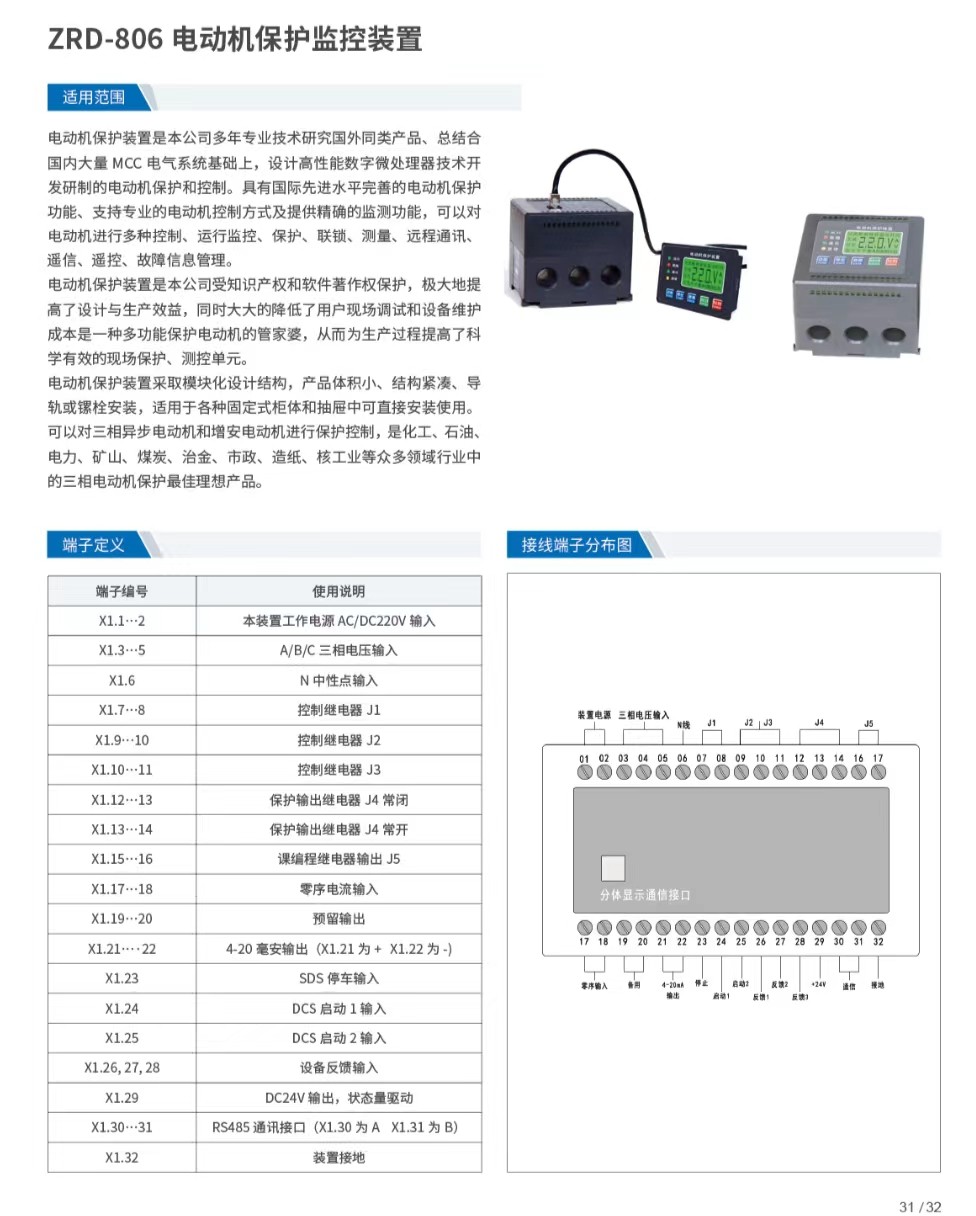 ZRD-806 电动机保护监控装置
适用范围
电动机保护装置是本公司多年专业技术研究国外同类产品、总结合
国内大量 MCC 电气系统基础上，设计高性能数字微处理器技术开
发研制的电动机保护和控制。具有国际先进水平完善的电动机保护
功能、支持专业的电动机控制方式及提供精确的监测功能，可以对
电动机进行多种控制、运行监控、保护、联锁、测量、远程通讯、
遥信、遥控、故障信息管理。
电动机保护装置是本公司受知识产权和软件著作权保护，极大地提
高了设计与生产效益，同时大大的降低了用户现场调试和设备维护
成本是一种多功能保护电动机的管家婆，从而为生产过程提高了科
学有效的现场保护、测控单元。
电动机保护装置采取模块化设计结构，产品体积小、结构紧凑、导
轨或镙栓安装，适用于各种固定式柜体和抽屉中可直接安装使用。
可以对三相异步电动机和增安电动机进行保护控制，是化工、石油、
电力、矿山、煤炭、冶金、市政、造纸、核工业等众多领域行业中
的三相电动机保护最佳理想产品。
电动机保护装置
220.V
电动机保护装置
2.20.V
端子定义
端子编号 使用说明
X1.1…2 本装置工作电源 AC/DC220V 输入
X1.3…5 A/B/C 三相电压输入
X1.6 N 中性点输入
X1.7…8 控制继电器 J1
X1.9…10 控制继电器 J2
X1.10…11 控制继电器 J3
X1.12…13 保护输出继电器 J4 常闭
X1.13…14 保护输出继电器 J4 常开
X1.15…16 课编程继电器输出 J5
X1.17…18 零序电流输入
X1.19…20 预留输出
X1.21‥‥22 4-20 毫安输出（X1.21 为 + X1.22 为 -)
X1.23 SDS 停车输入
X1.24 DCS 启动 1 输入
X1.25 DCS 启动 2 输入
X1.26, 27, 28 设备反馈输入
X1.29 DC24V 输出，状态量驱动
X1.30…31 RS485 通讯接口（X1.30 为 A X1.31 为 B）
X1.32 装置接地
接线端子分布图
装置电源 三相电压输入 N线 J1 J2 J3 J4 J5
01 02 03 04 05 06 07 08 09 10 11 12 13 14 16 17
分体显示通信接口
17 18 19 20 21 22 23 24 25 26 27 28 29 30 31 32
零序输入 备用 4-20mA 停止 启动2 反馈2 +24V 通信 接地
输出 启动1 反馈1 反馈3
31 / 32